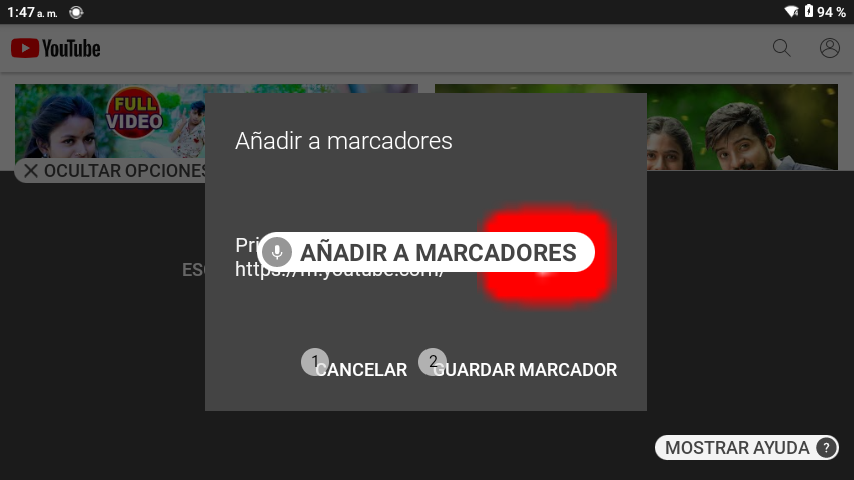 1:47 a. m.
94 %
YouTube
FULL
VIDEO
OCULTAR OPCIONES
Añadir a marcadores
AÑADIR A MARCADORES
https://m.youtube.com/
1 CANCELAR
2 GUARDAR MARCADOR
MOSTRAR AYUDA ?